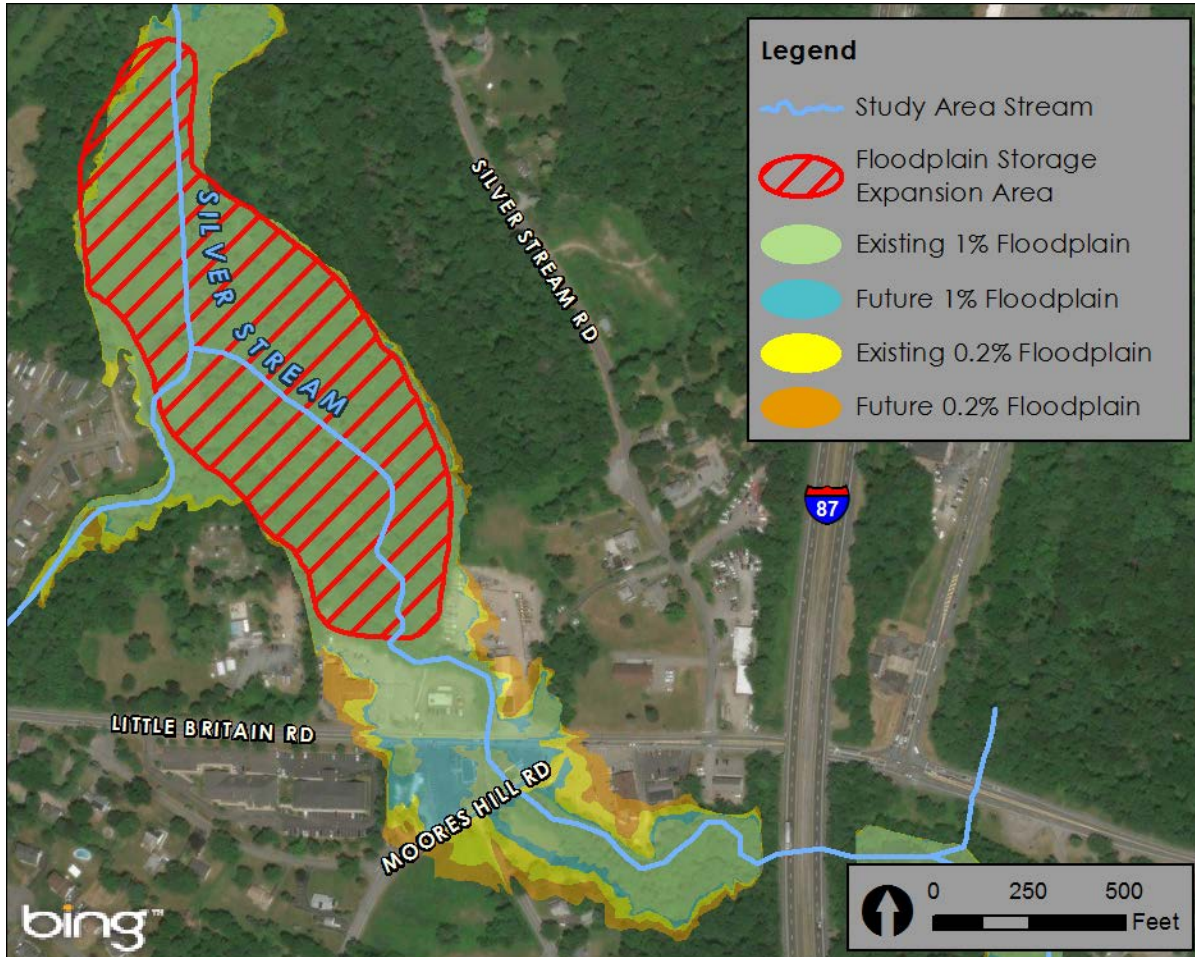 Legend
Study Area Stream
Floodplain Storage
Expansion Area
Existing 1% Floodplain
Future 1% Floodplain
Existing 0.2% Floodplain
Future 0.2% Floodplain
SILVER STREAM
SILVER STREAM RD
87
LITTLE BRITAIN RD
MOORES HILL RD
bing™
0 250 500
Feet